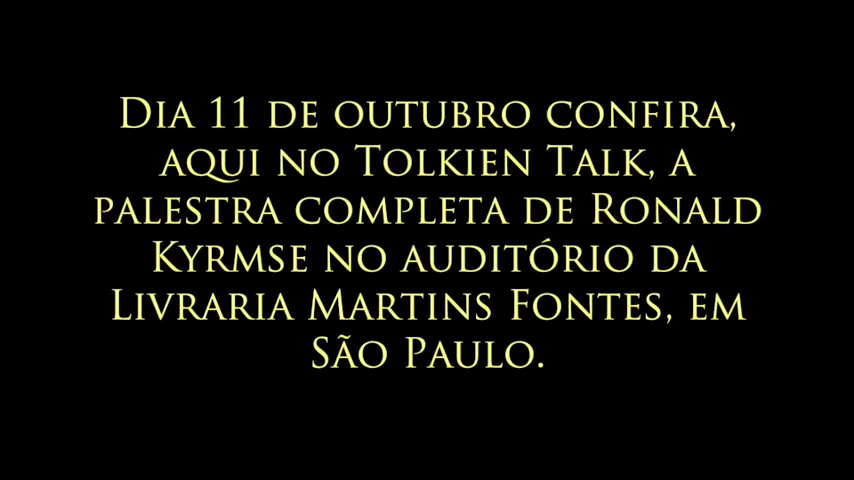 Dia 11 de outubro confira,
aqui no Tolkien Talk, a
palestra completa de Ronald
Kyrmse no auditório da
Livraria Martins Fontes, em
São Paulo.